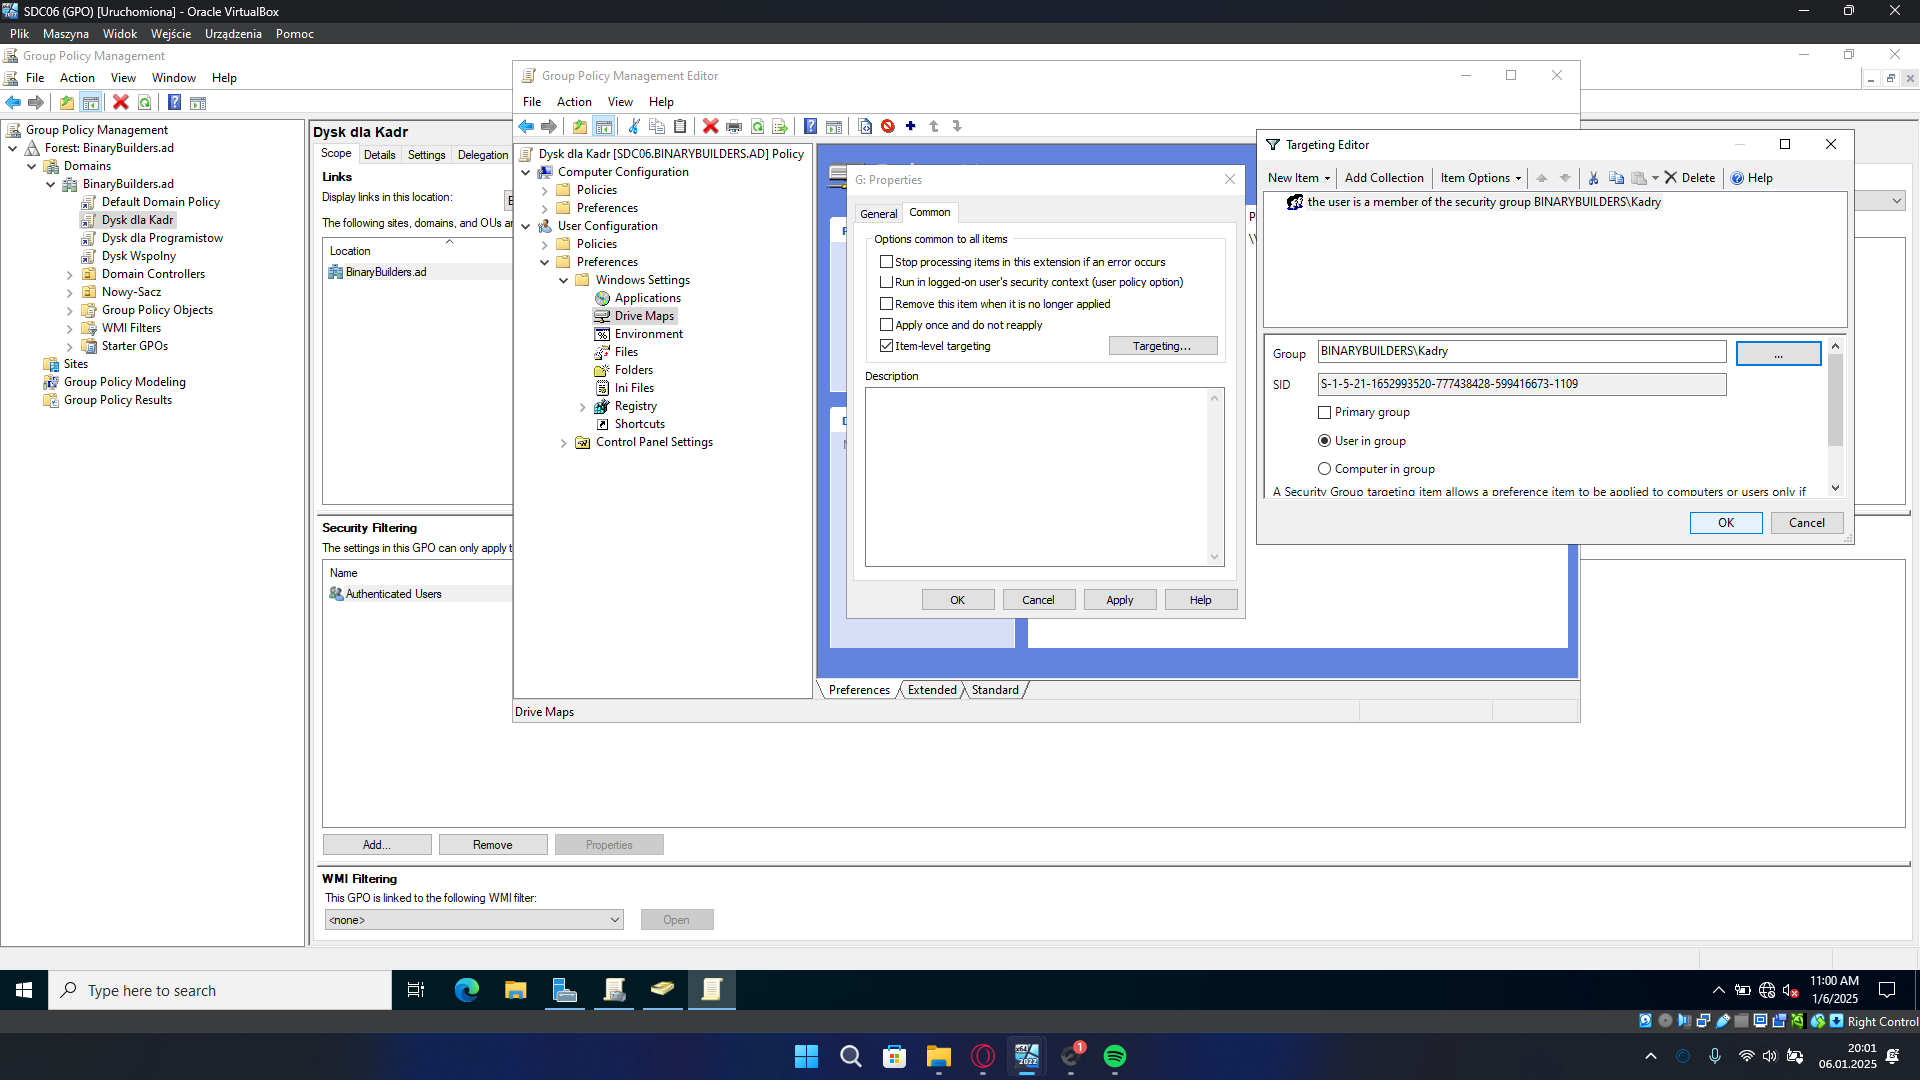 SDC06 (GPO) [Uruchomiona] - Oracle VirtualBox
Plik Maszyna Widok Wejście Urządzenia Pomoc
Group Policy Management
File Action View Window Help
Group Policy Management
Forest: BinaryBuilders.ad
Domains
BinaryBuilders.ad
Default Domain Policy
Dysk dla Kadr
Dysk dla Programistow
Dysk Wspolny
Domain Controllers
Nowy-Sacz
Group Policy Objects
WMI Filters
Starter GPOs
Sites
Group Policy Modeling
Group Policy Results
Dysk dla Kadr
Scope Details Settings Delegation
Links
Display links in this location:
The following sites, domains, and OUs ar
Location
BinaryBuilders.ad
Security Filtering
The settings in this GPO can only apply t
Name
Authenticated Users
Add... Remove Properties
WMI Filtering
This GPO is linked to the following WMI filter:
<none>
Open
Group Policy Management Editor
File Action View Help
Dysk dla Kadr [SDC06.BINARYBUILDERS.AD] Policy
Computer Configuration
Policies
Preferences
User Configuration
Policies
Preferences
Windows Settings
Applications
Drive Maps
Environment
Files
Folders
Ini Files
Registry
Shortcuts
Control Panel Settings
Preferences Extended Standard
Drive Maps
G: Properties
General Common
Options common to all items
Stop processing items in this extension if an error occurs
Run in logged-on user's security context (user policy option)
Remove this item when it is no longer applied
Apply once and do not reapply
Item-level targeting
Targeting...
Description
OK Cancel Apply Help
Targeting Editor
New Item Add Collection Item Options Delete Help
the user is a member of the security group BINARYBUILDERS\Kadry
Group BINARYBUILDERS\Kadry ...
SID S-1-5-21-1652993520-777438428-599416673-1109
Primary group
User in group
Computer in group
A Security Group targeting item allows a preference item to be applied to computers or users only if
OK Cancel
Type here to search
11:00 AM
1/6/2025
Right Control
2022
1
20:01
06.01.2025